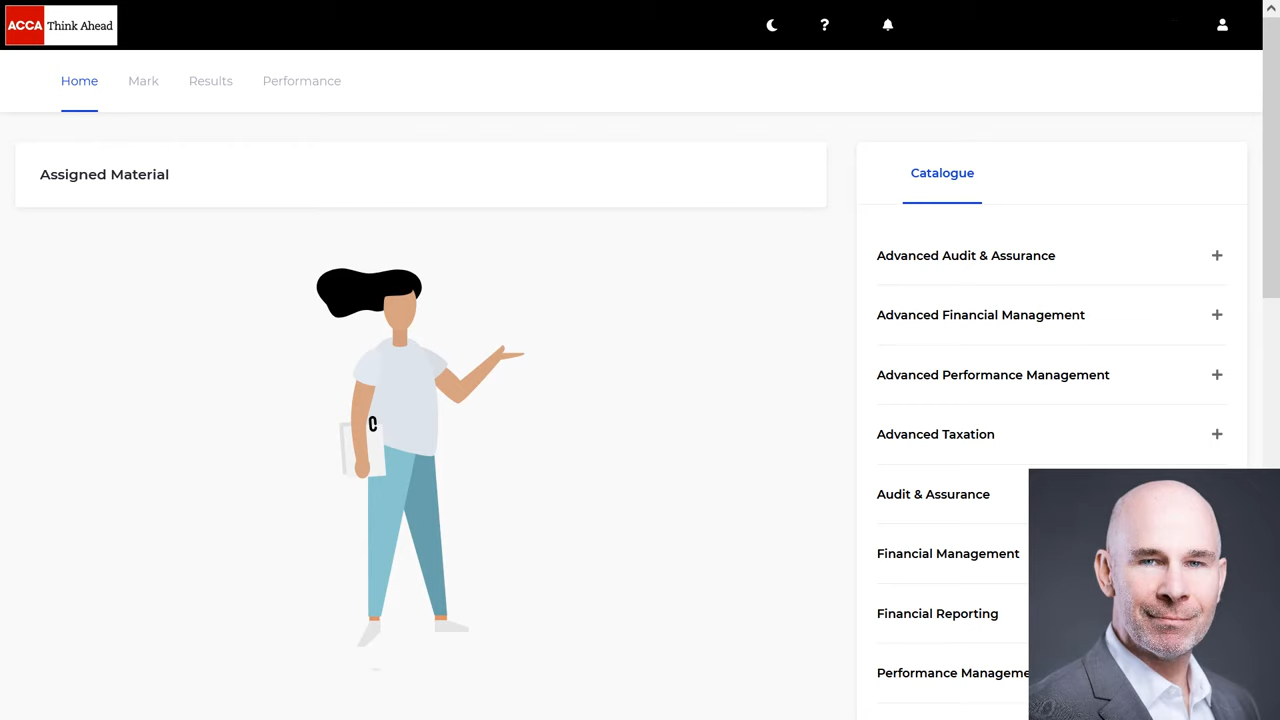 ACCA Think Ahead
?
Home Mark Results Performance
Assigned Material
Catalogue
Advanced Audit & Assurance +
Advanced Financial Management +
Advanced Performance Management +
Advanced Taxation +
Audit & Assurance
Financial Management
Financial Reporting
Performance Manageme